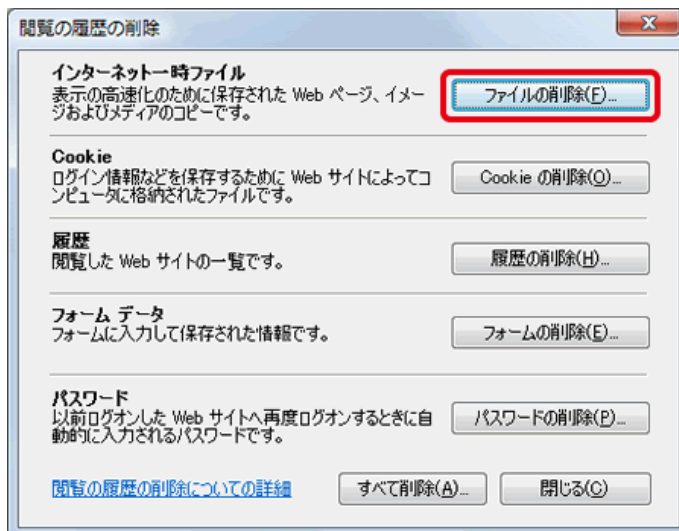 閲覧の履歴の削除
インターネット一時ファイル
表示の高速化のために保存された Web ページ、イメー
ジおよびメディアのコピーです。
ファイルの削除(F)...
Cookie
ログイン情報などを保存するために Web サイトによってコ
ンピュータに格納されたファイルです。
Cookie の削除(O)...
履歴
閲覧した Web サイトの一覧です。
履歴の削除(H)...
フォーム データ
フォームに入力して保存された情報です。
フォームの削除(E)...
パスワード
以前ログオンした Web サイトへ再度ログオンするときに自
動的に入力されるパスワードです。
パスワードの削除(P)...
閲覧の履歴の削除についての詳細
すべて削除(A)...
閉じる(C)